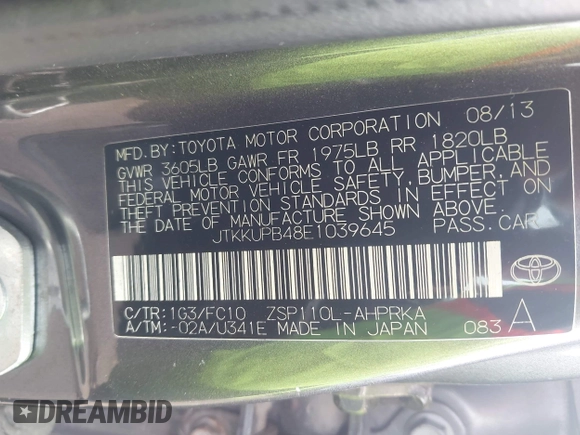 MFD. BY: TOYOTA MOTOR CORPORATION 08/13
GVWR 3605LB GAWR FR 1975LB RR 1820LB
THIS VEHICLE CONFORMS TO ALL APPLICABLE
FEDERAL MOTOR VEHICLE SAFETY, BUMPER, AND
THEFT PREVENTION STANDARDS IN EFFECT ON
THE DATE OF MANUFACTURE SHOWN ABOVE.
JTKKUPB48E1039645 PASS. CAR
TOYOTA
C/TR: 1G3/FC10 ZSP110L-AHPRKA
A/TM: -02A/U341E MADE IN JAPAN 083 A
DREAMBID